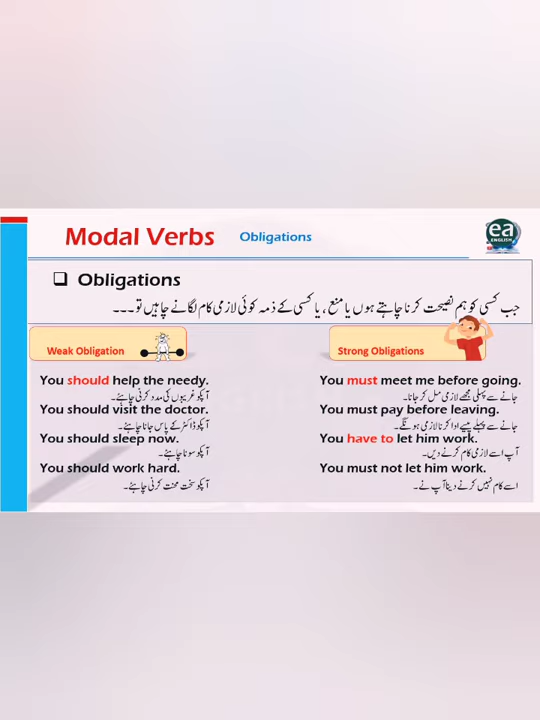 Modal Verbs
Obligations
ea
ENGLISH
Obligations
جب کسی کو ہم نصیحت کرنا چاہتے ہوں یا منع ، یا کسی کے ذمہ کوئی لازمی کام لگانے چاہیں تو ۔۔۔
Weak Obligation
You should help the needy.
آپکو غریبوں کی مدد کرنی چاہئے۔
You should visit the doctor.
آپکو ڈاکٹر کے پاس جانا چاہئے۔
You should sleep now.
آپکو سونا چاہئے۔
You should work hard.
آپکو سخت محنت کرنی چاہئے۔
Strong Obligations
You must meet me before going.
جانے سے پہلی مجھے لازمی مل کر جانا۔
You must pay before leaving.
جانے سے پہلے پیسے ادا کرنا لازمی ہونگے۔
You have to let him work.
آپ اسے لازمی کام کرنے دیں۔
You must not let him work.
اسے کام نہیں کرنے دینا آپ نے۔